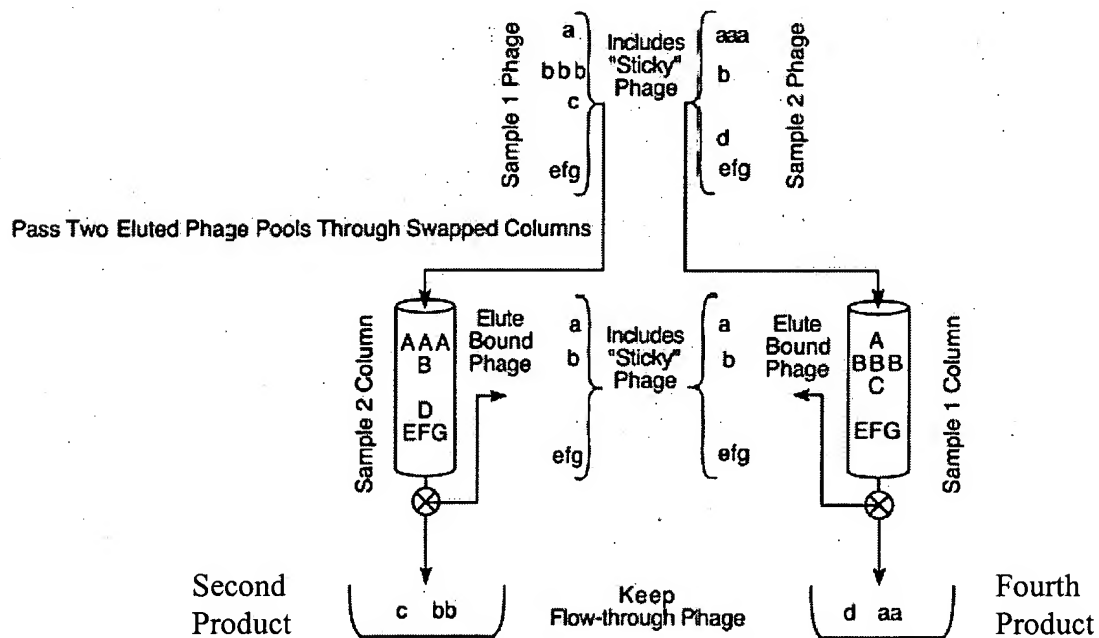 Sample 1 Phage
a
bbb
c
efg
Includes
"Sticky"
Phage
aaa
b
d
efg
Sample 2 Phage
Pass Two Eluted Phage Pools Through Swapped Columns
Sample 2 Column
AAA
B
D
EFG
Elute
Bound
Phage
a
b
efg
Includes
"Sticky"
Phage
a
b
efg
Elute
Bound
Phage
A
BBB
C
EFG
Sample 1 Column
Second
Product
c bb
Keep
Flow-through Phage
d aa
Fourth
Product